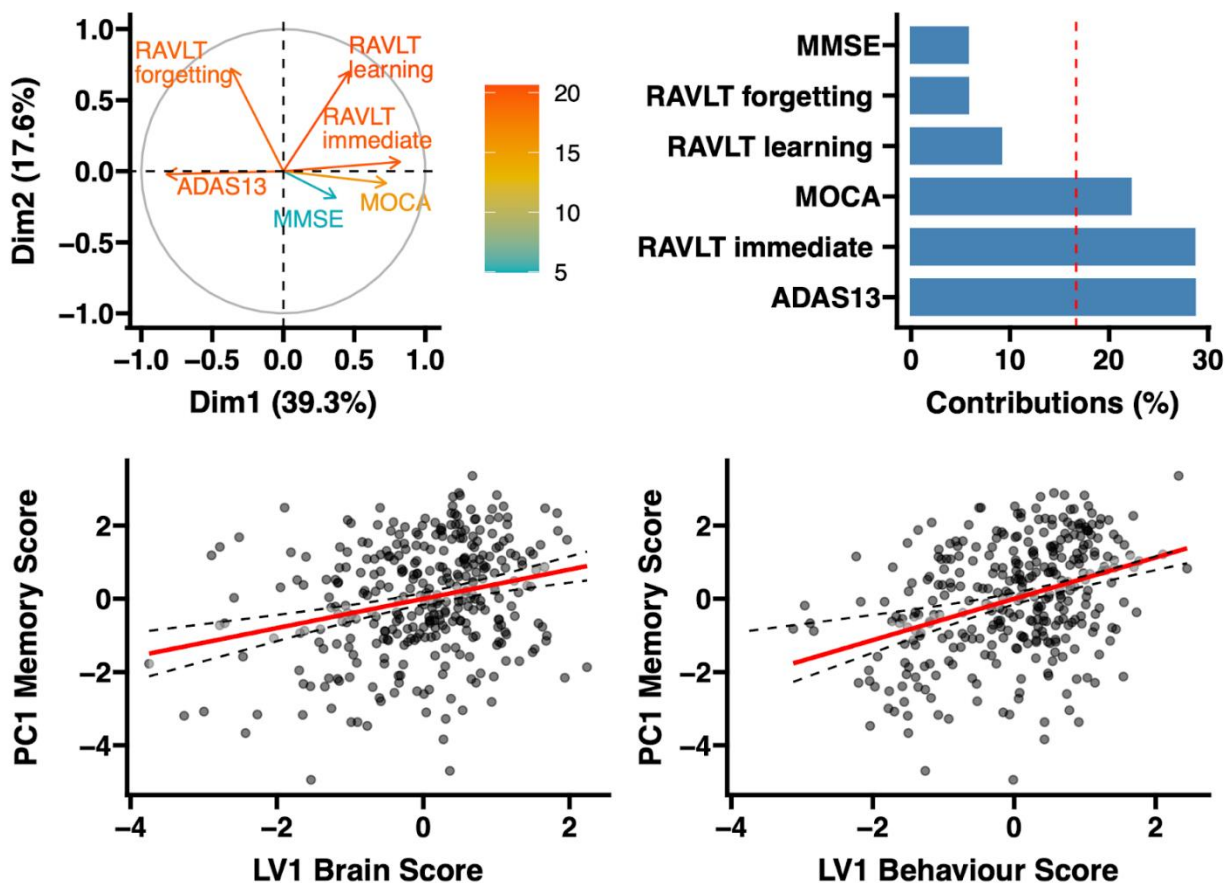 1.0
0.5
0.0
−0.5
−1.0
Dim2 (17.6%)
RAVLT
forgetting
RAVLT
learning
RAVLT
immediate
ADAS13
MMSE
MOCA
−1.0 −0.5 0.0 0.5 1.0
Dim1 (39.3%)
20
15
10
5
MMSE
RAVLT forgetting
RAVLT learning
MOCA
RAVLT immediate
ADAS13
0 10 20 30
Contributions (%)
PC1 Memory Score
2
0
−2
−4
−4 −2 0 2
LV1 Brain Score
PC1 Memory Score
2
0
−2
−4
−4 −2 0 2
LV1 Behaviour Score